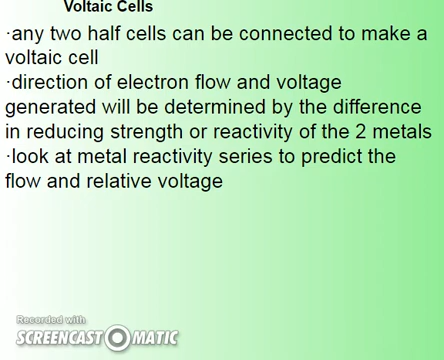 Voltaic Cells
·any two half cells can be connected to make a
voltaic cell
·direction of electron flow and voltage
generated will be determined by the difference
in reducing strength or reactivity of the 2 metals
·look at metal reactivity series to predict the
flow and relative voltage
Recorded with
SCREENCAST-O-MATIC